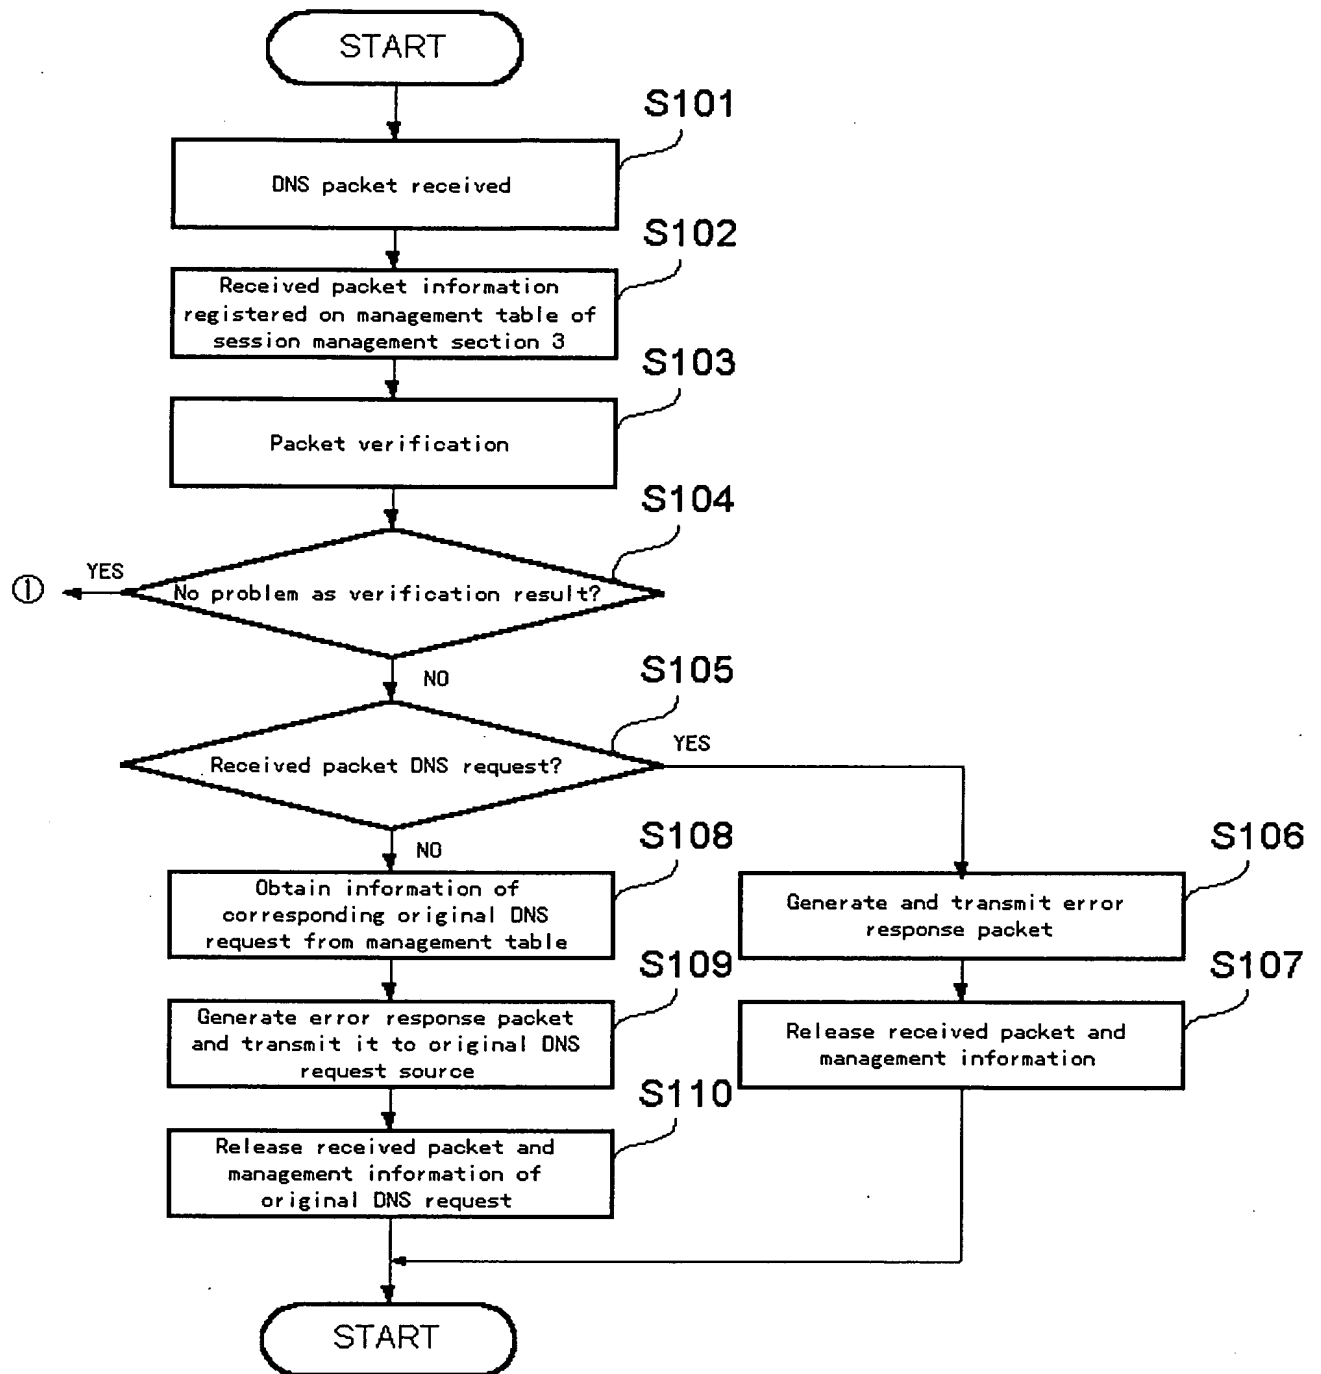 START
S101
DNS packet received
S102
Received packet information
registered on management table of
session management section 3
S103
Packet verification
S104
No problem as verification result?
YES
①
NO
S105
Received packet DNS request?
YES
NO
S108
Obtain information of
corresponding original DNS
request from management table
S106
Generate and transmit error
response packet
S109
Generate error response packet
and transmit it to original DNS
request source
S107
Release received packet and
management information
S110
Release received packet and
management information of
original DNS request
START